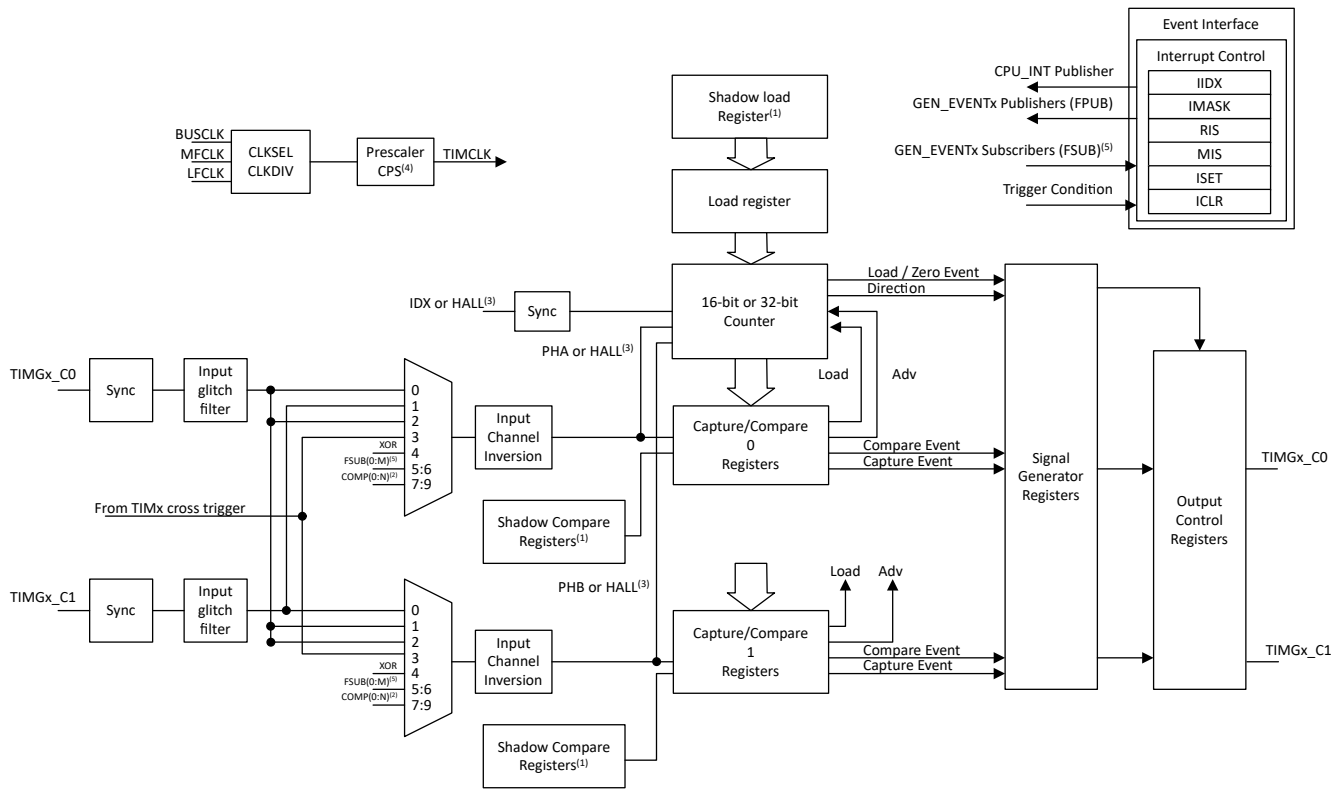 Event Interface
Interrupt Control
IIDX
IMASK
RIS
MIS
ISET
ICLR
CPU_INT Publisher
GEN_EVENTx Publishers (FPUB)
GEN_EVENTx Subscribers (FSUB)(5)
Trigger Condition
Shadow load
Register(1)
Load register
BUSCLK
MFCLK
LFCLK
CLKSEL
CLKDIV
Prescaler
CPS(4)
TIMCLK
16-bit or 32-bit
Counter
IDX or HALL(3)
Sync
PHA or HALL(3)
Load / Zero Event
Direction
Load
Adv
TIMGx_C0
Sync
Input
glitch
filter
0
1
2
3
4
5:6
7:9
XOR
FSUB(0:M)(5)
COMP(0:N)(2)
Input
Channel
Inversion
Capture/Compare
0
Registers
Compare Event
Capture Event
Signal
Generator
Registers
Output
Control
Registers
TIMGx_C0
TIMGx_C1
From TIMx cross trigger
Shadow Compare
Registers(1)
PHB or HALL(3)
TIMGx_C1
Sync
Input
glitch
filter
0
1
2
3
4
5:6
7:9
XOR
FSUB(0:M)(5)
COMP(0:N)(2)
Input
Channel
Inversion
Load
Adv
Capture/Compare
1
Registers
Compare Event
Capture Event
Shadow Compare
Registers(1)